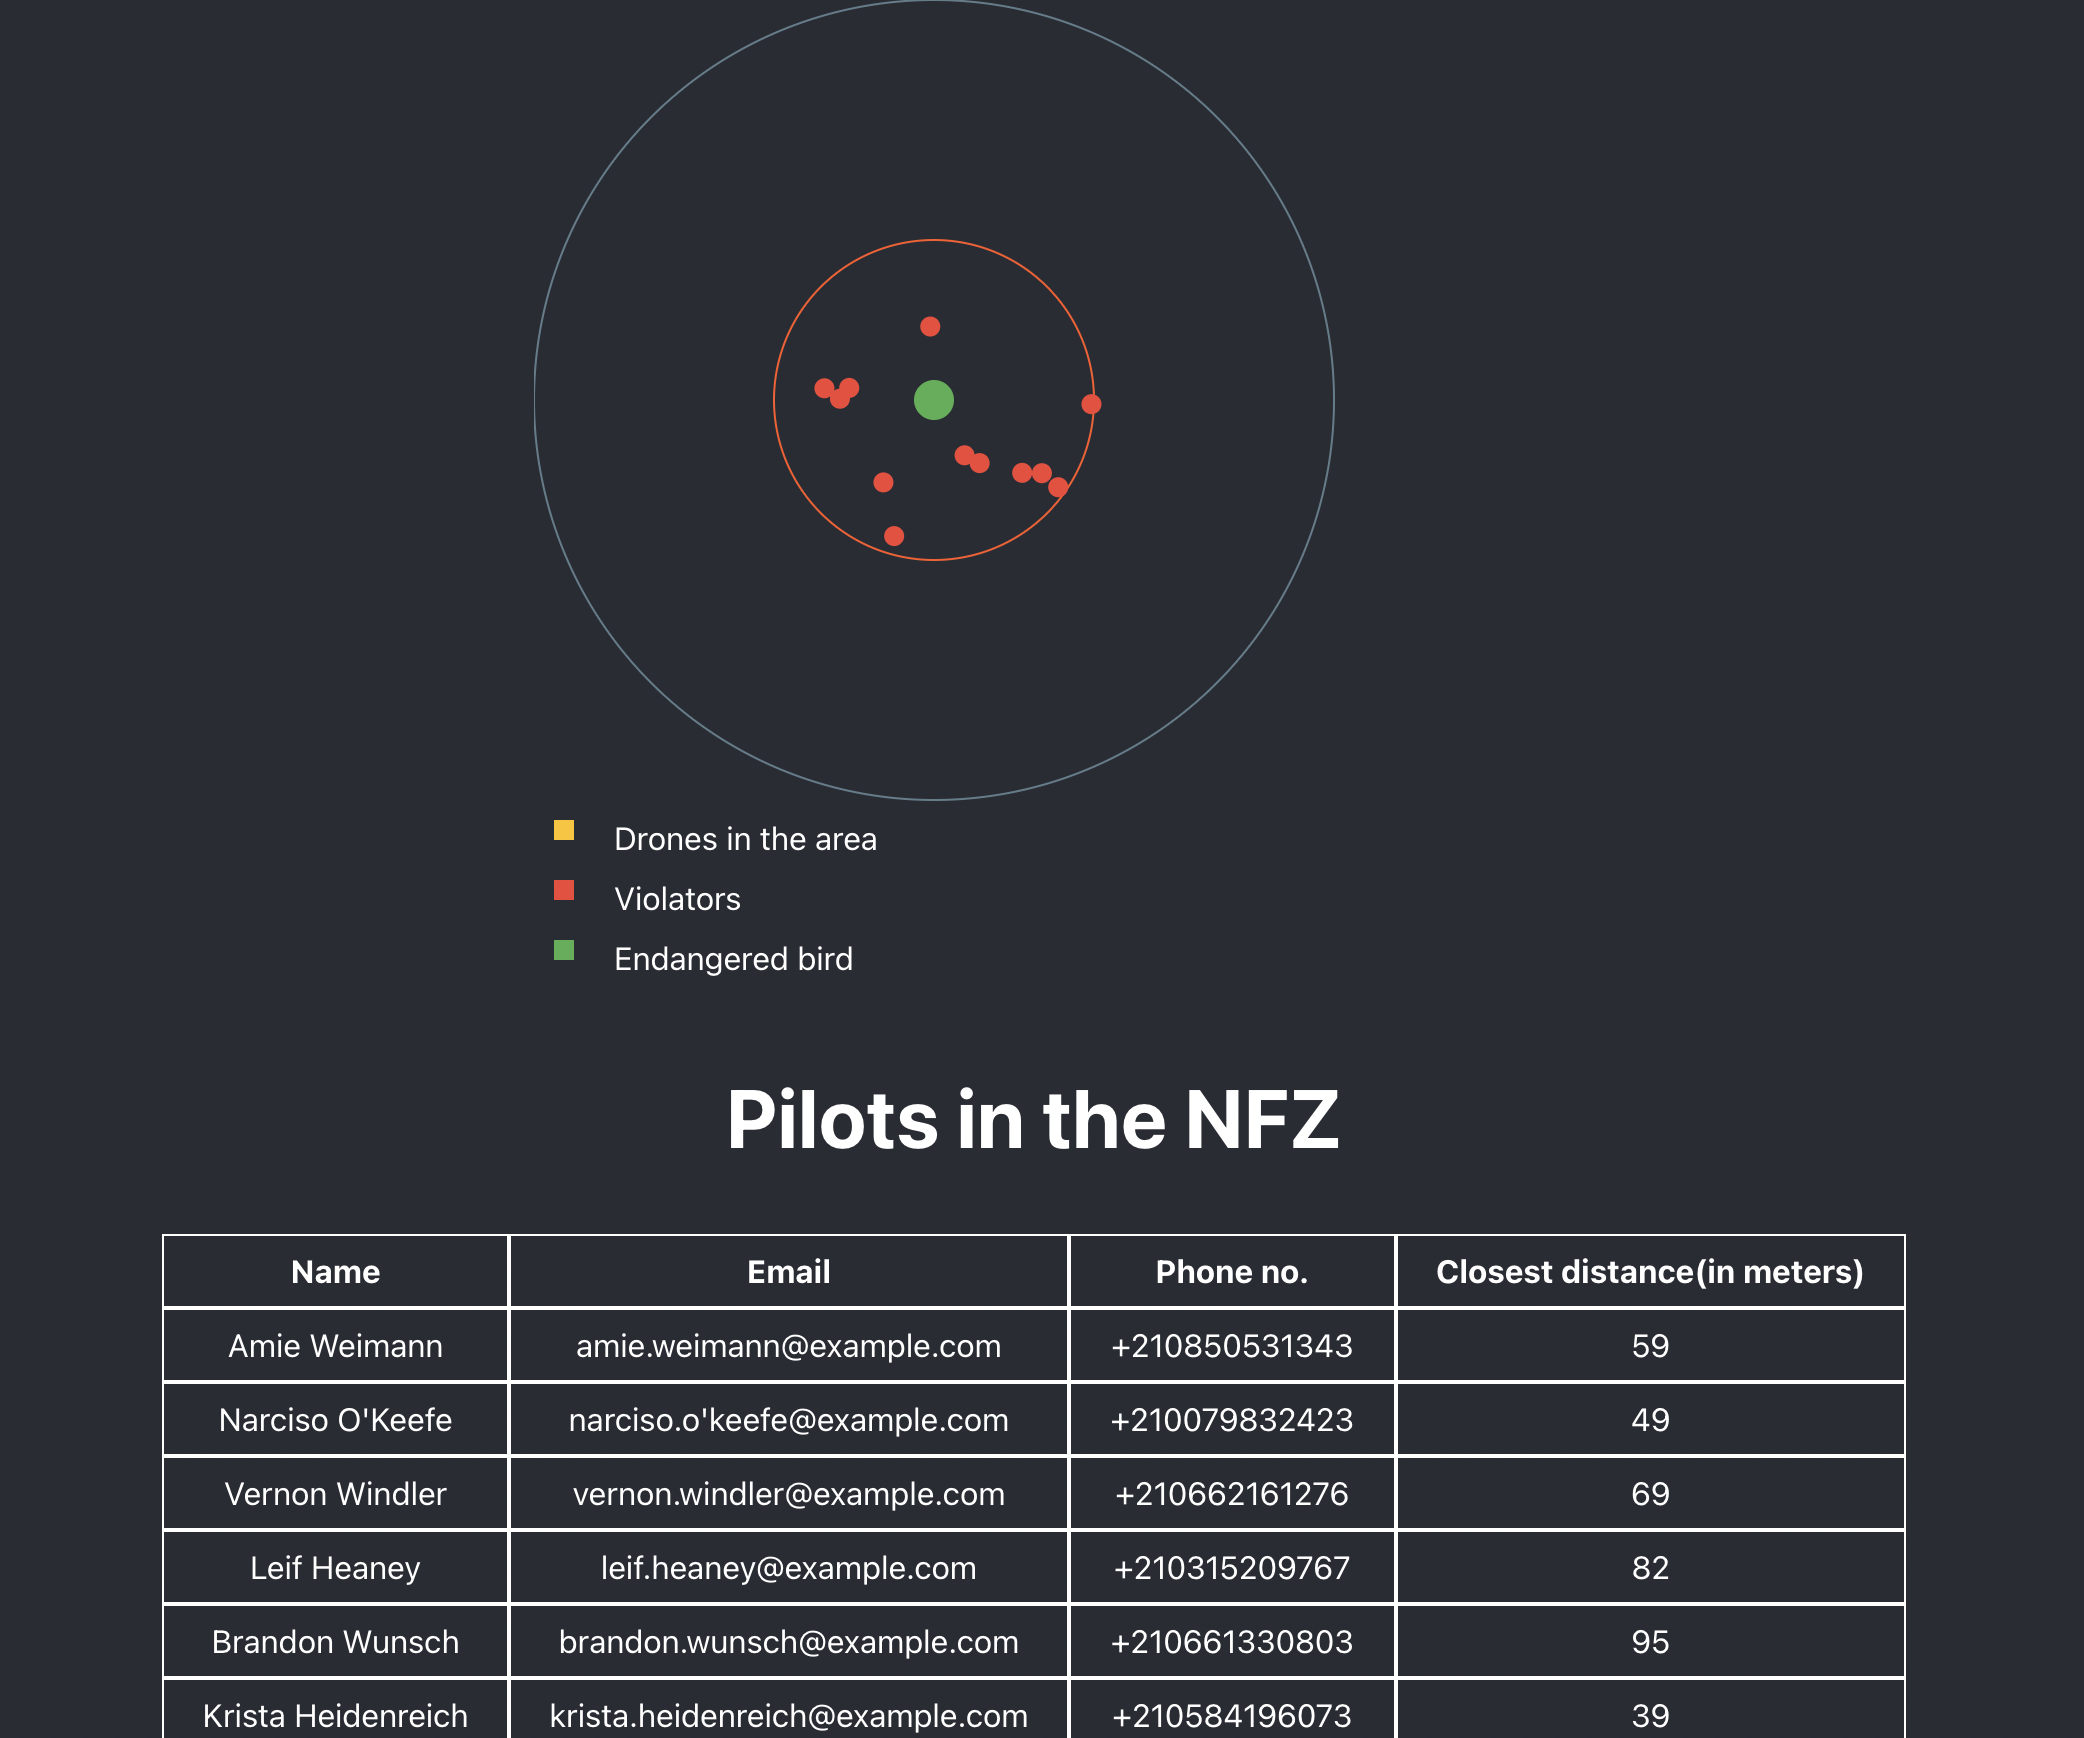 Drones in the area
Violators
Endangered bird
Pilots in the NFZ
Name Email Phone no. Closest distance(in meters)
Amie Weimann amie.weimann@example.com +210850531343 59
Narciso O'Keefe narciso.o'keefe@example.com +210079832423 49
Vernon Windler vernon.windler@example.com +210662161276 69
Leif Heaney leif.heaney@example.com +210315209767 82
Brandon Wunsch brandon.wunsch@example.com +210661330803 95
Krista Heidenreich krista.heidenreich@example.com +210584196073 39